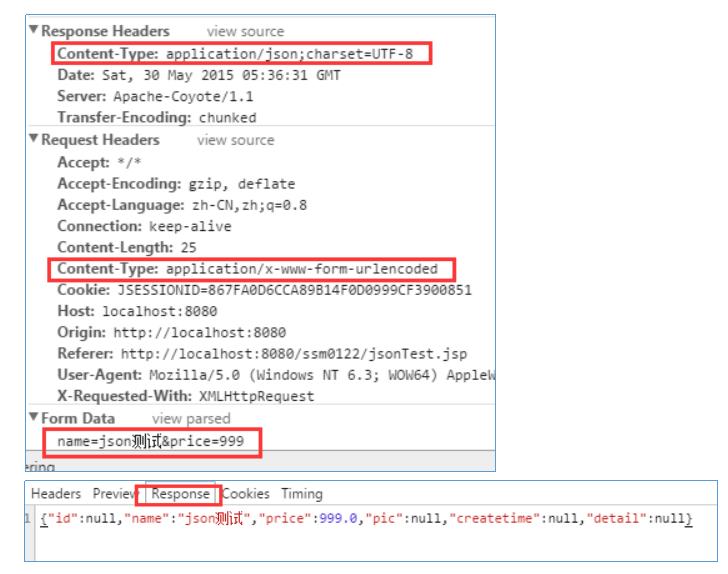 Response Headers view source
Content-Type: application/json;charset=UTF-8
Date: Sat, 30 May 2015 05:36:31 GMT
Server: Apache-Coyote/1.1
Transfer-Encoding: chunked
Request Headers view source
Accept: */*
Accept-Encoding: gzip, deflate
Accept-Language: zh-CN,zh;q=0.8
Connection: keep-alive
Content-Length: 25
Content-Type: application/x-www-form-urlencoded
Cookie: JSESSIONID=867FA0D6CCA89B14F0D0999CF3900851
Host: localhost:8080
Origin: http://localhost:8080
Referer: http://localhost:8080/ssm0122/jsonTest.jsp
User-Agent: Mozilla/5.0 (Windows NT 6.3; WOW64) AppleW
X-Requested-With: XMLHttpRequest
Form Data view parsed
name=json测试&price=999
ering
Headers Preview Response Cookies Timing
1 {"id":null,"name":"json测试","price":999.0,"pic":null,"createtime":null,"detail":null}